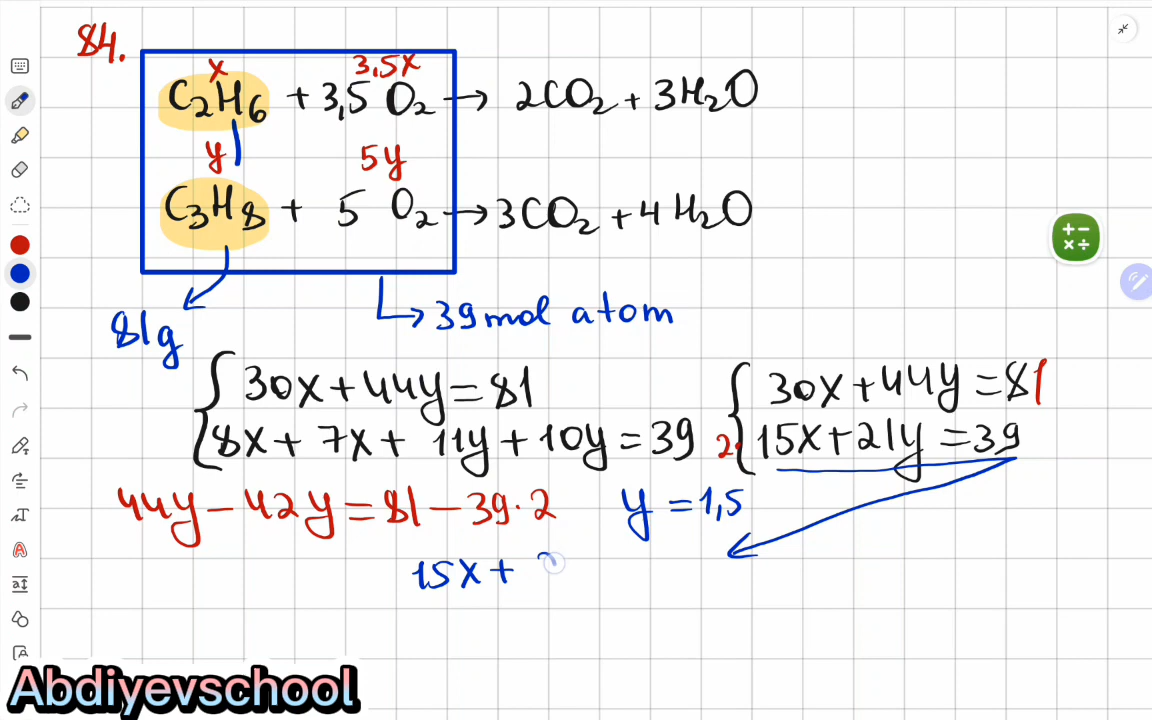 84.
x 3,5x
C₂H₆ + 3,5 O₂ → 2CO₂ + 3H₂O
y 5y
C₃H₈ + 5 O₂ → 3CO₂ + 4H₂O
81g
39 mol atom
30x + 44y = 81
8x + 7x + 11y + 10y = 39
30x + 44y = 81
2· 15x + 21y = 39
44y − 42y = 81 − 39·2
y = 1,5
15x +
Abdiyevschool